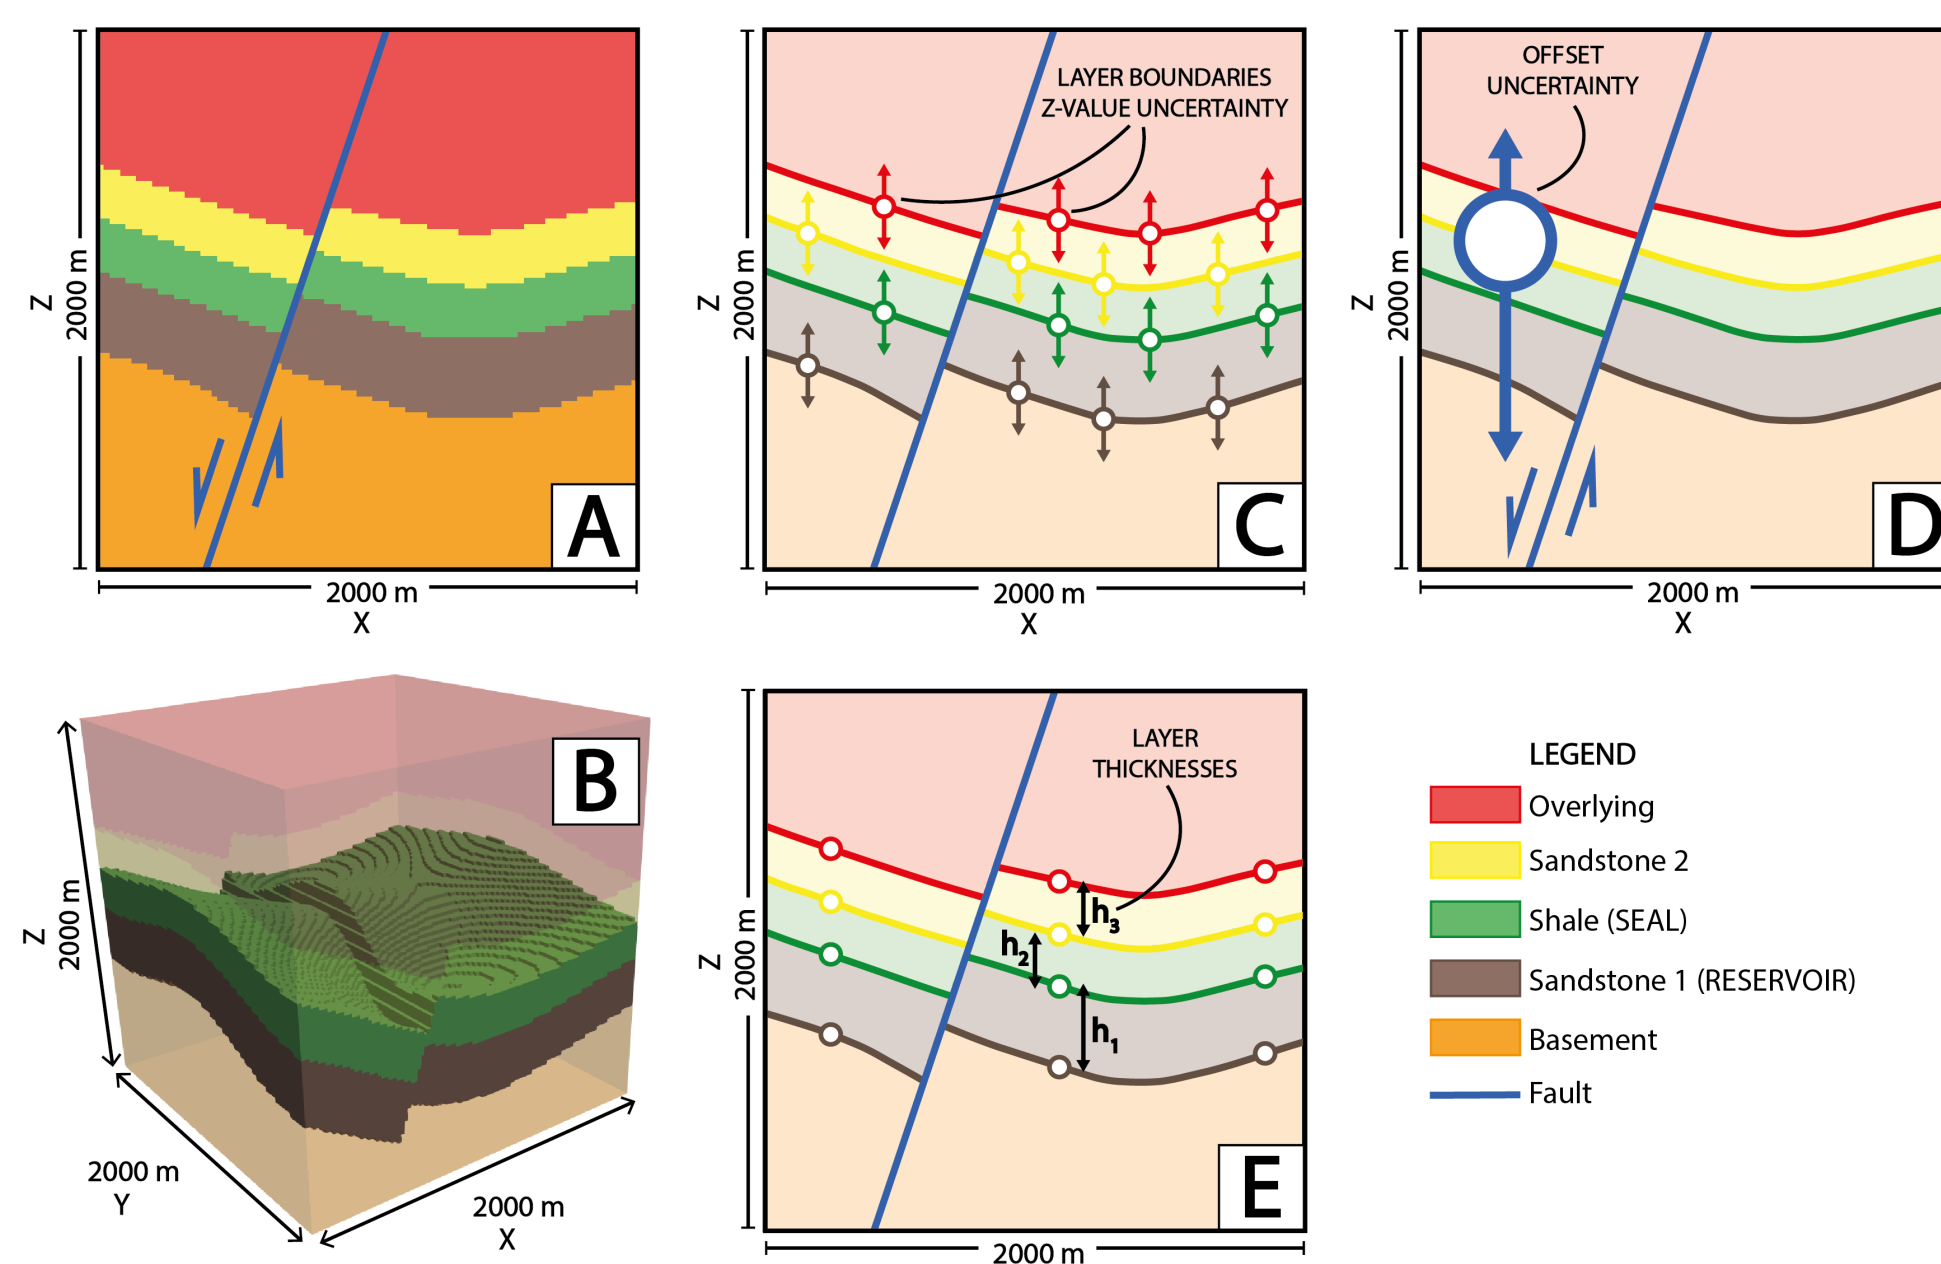 Z
2000 m
A
2000 m
X
LAYER BOUNDARIES
Z-VALUE UNCERTAINTY
Z
2000 m
C
2000 m
X
OFFSET
UNCERTAINTY
Z
2000 m
D
2000 m
X
B
Z
2000 m
2000 m
Y
2000 m
X
LAYER
THICKNESSES
h3
h2
h1
Z
2000 m
E
2000 m
LEGEND
Overlying
Sandstone 2
Shale (SEAL)
Sandstone 1 (RESERVOIR)
Basement
Fault